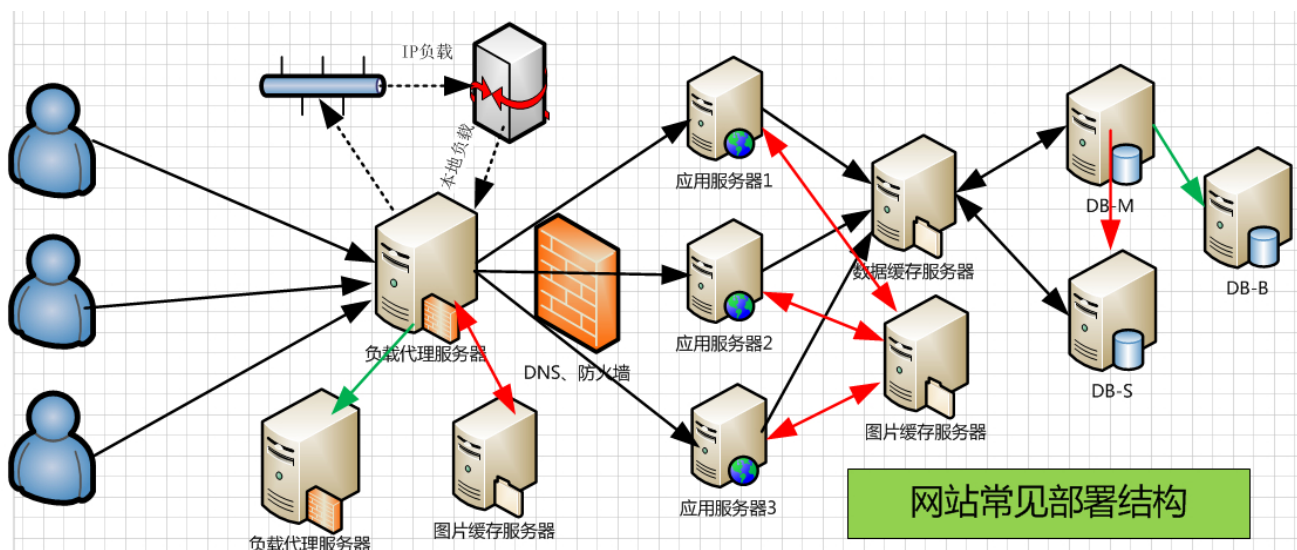 IP负载
本地负载
应用服务器1
数据缓存服务器
DB-M
DB-B
负载代理服务器
DNS、防火墙
应用服务器2
DB-S
图片缓存服务器
负载代理服务器
图片缓存服务器
应用服务器3
网站常见部署结构